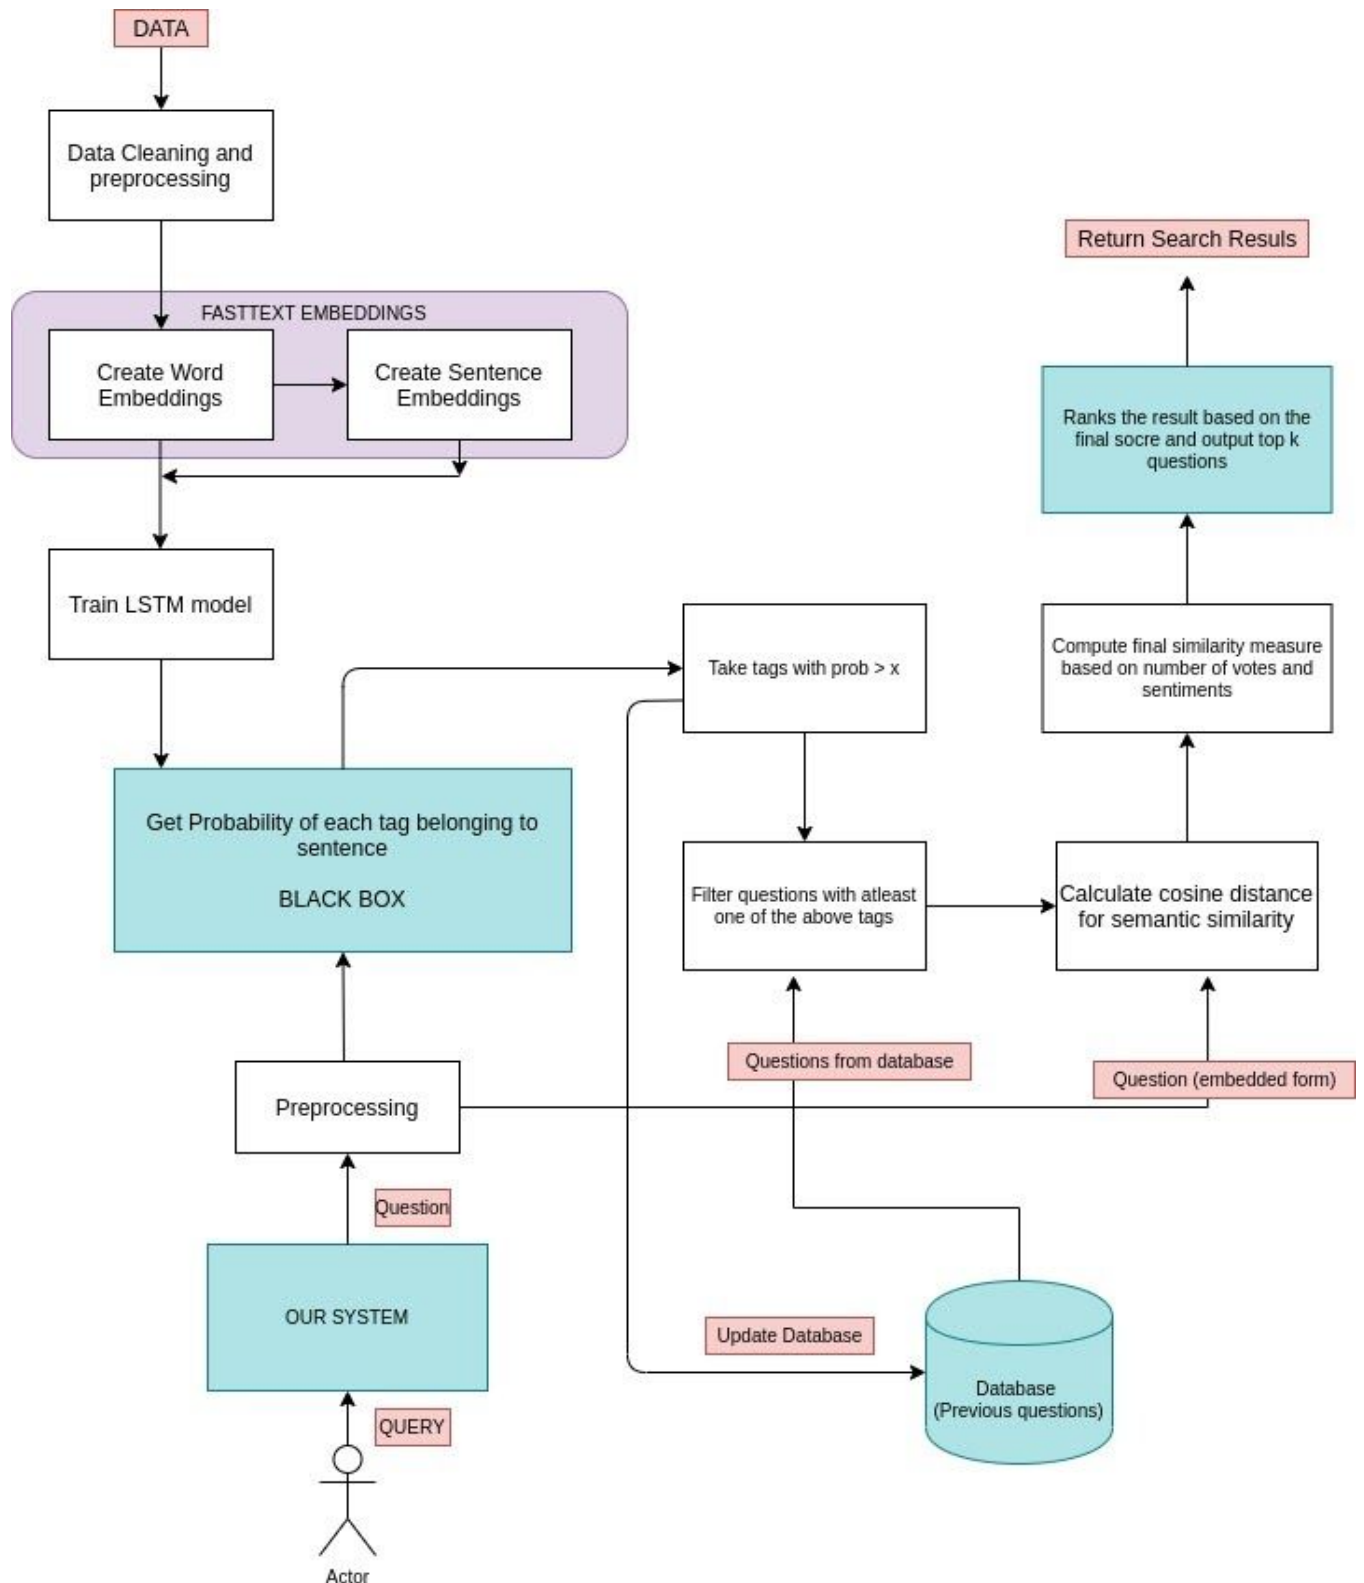 DATA
Data Cleaning and
preprocessing
FASTTEXT EMBEDDINGS
Create Word
Embeddings
Create Sentence
Embeddings
Train LSTM model
Get Probability of each tag belonging to
sentence
BLACK BOX
Preprocessing
Question
OUR SYSTEM
QUERY
Actor
Take tags with prob > x
Filter questions with atleast
one of the above tags
Questions from database
Update Database
Database
(Previous questions)
Return Search Resuls
Ranks the result based on the
final socre and output top k
questions
Compute final similarity measure
based on number of votes and
sentiments
Calculate cosine distance
for semantic similarity
Question (embedded form)